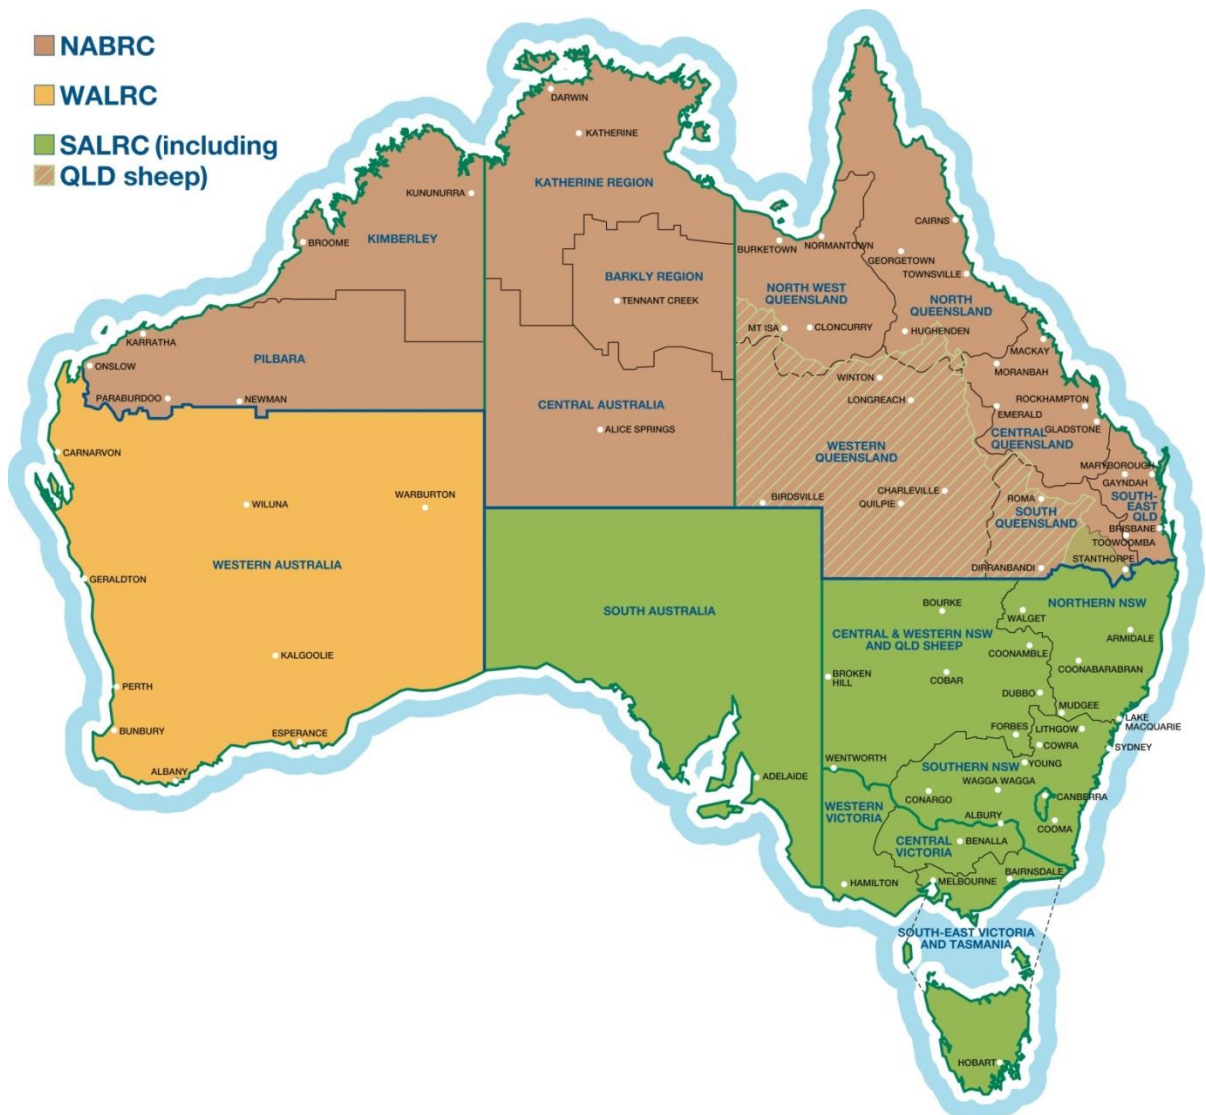 NABRC
WALRC
SALRC (including
QLD sheep)
DARWIN
KATHERINE
KATHERINE REGION
KUNUNURRA
BROOME
KIMBERLEY
BARKLY REGION
TENNANT CREEK
CAIRNS
BURKETOWN
NORMANTOWN
GEORGETOWN
TOWNSVILLE
NORTH WEST
QUEENSLAND
NORTH
QUEENSLAND
MT ISA
CLONCURRY
HUGHENDEN
KARRATHA
PILBARA
ONSLOW
PARABURDOO
NEWMAN
MACKAY
MORANBAH
WINTON
LONGREACH
ROCKHAMPTON
EMERALD
GLADSTONE
CENTRAL
QUEENSLAND
CENTRAL AUSTRALIA
ALICE SPRINGS
WESTERN
QUEENSLAND
CARNARVON
WILUNA
WARBURTON
BIRDSVILLE
CHARLEVILLE
QUILPIE
MARYBOROUGH
GAYNDAH
ROMA
SOUTH
QUEENSLAND
SOUTH-
EAST
QLD
BRISBANE
TOOWOOMBA
STANTHORPE
DIRRANBANDI
WESTERN AUSTRALIA
GERALDTON
SOUTH AUSTRALIA
BOURKE
WALGET
NORTHERN NSW
CENTRAL & WESTERN NSW
AND QLD SHEEP
ARMIDALE
COONAMBLE
COONABARABRAN
KALGOOLIE
BROKEN
HILL
COBAR
DUBBO
MUDGEE
PERTH
BUNBURY
ESPERANCE
ALBANY
FORBES
LITHGOW
LAKE
MACQUARIE
COWRA
SYDNEY
WENTWORTH
SOUTHERN NSW
YOUNG
ADELAIDE
WAGGA WAGGA
CONARGO
CANBERRA
WESTERN
VICTORIA
ALBURY
COOMA
CENTRAL
VICTORIA
BENALLA
HAMILTON
MELBOURNE
BAIRNSDALE
SOUTH-EAST VICTORIA
AND TASMANIA
HOBART